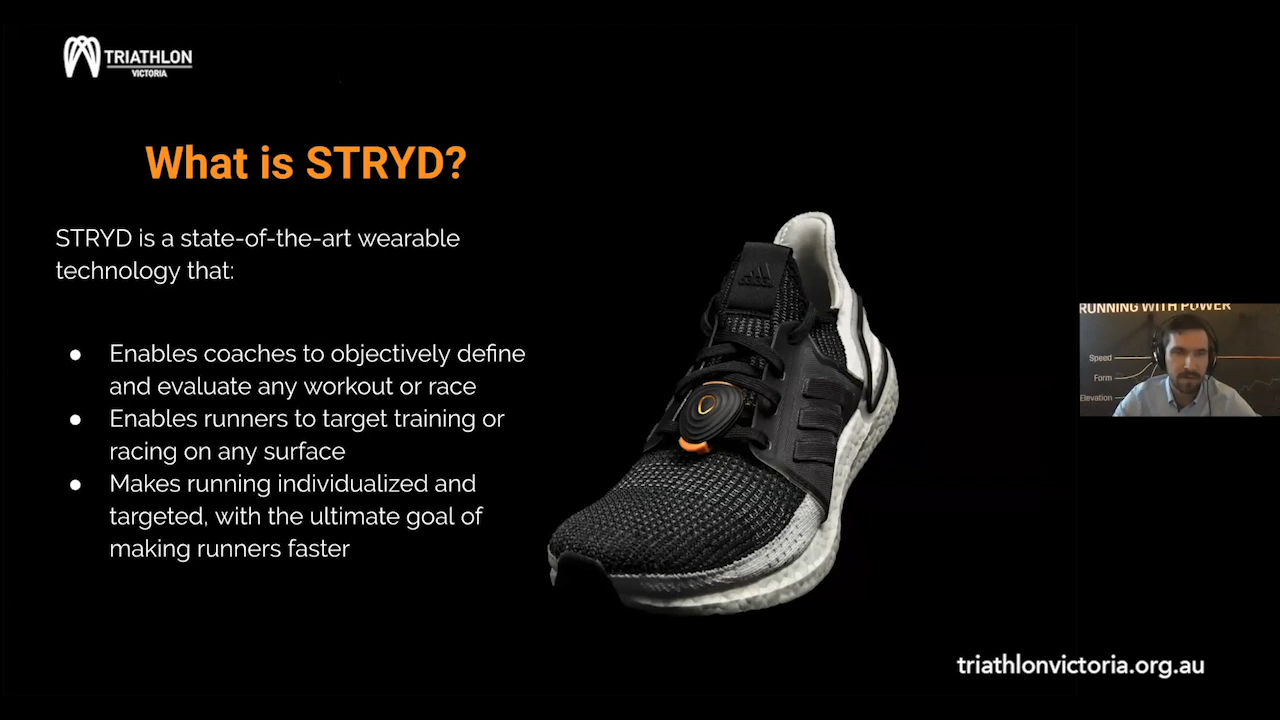 TRIATHLON
VICTORIA
What is STRYD?
STRYD is a state-of-the-art wearable
technology that:
● Enables coaches to objectively define
and evaluate any workout or race
● Enables runners to target training or
racing on any surface
● Makes running individualized and
targeted, with the ultimate goal of
making runners faster
adidas
RUNNING WITH POWER
Speed
Form
Elevation
triathlonvictoria.org.au